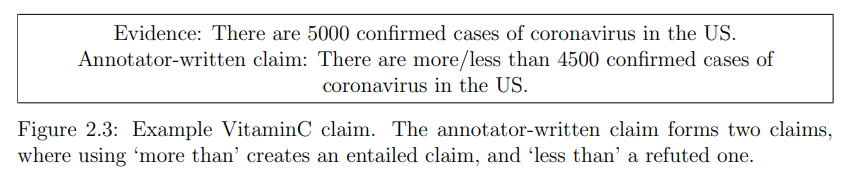 Evidence: There are 5000 confirmed cases of coronavirus in the US.
Annotator-written claim: There are more/less than 4500 confirmed cases of
coronavirus in the US.
Figure 2.3: Example VitaminC claim. The annotator-written claim forms two claims,
where using ‘more than’ creates an entailed claim, and ‘less than’ a refuted one.